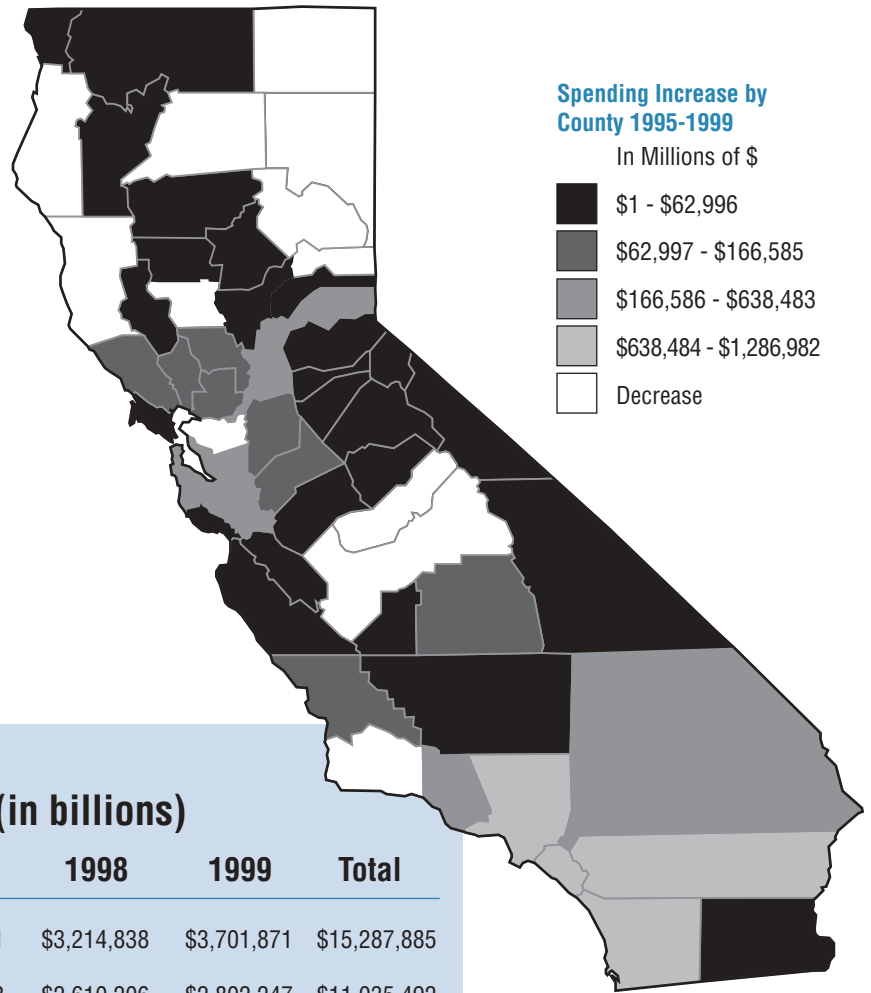 Spending Increase by
County 1995-1999
In Millions of $
$1 - $62,996
$62,997 - $166,585
$166,586 - $638,483
$638,484 - $1,286,982
Decrease
(in billions)
1998 1999 Total
$3,214,838 $3,701,871 $15,287,885